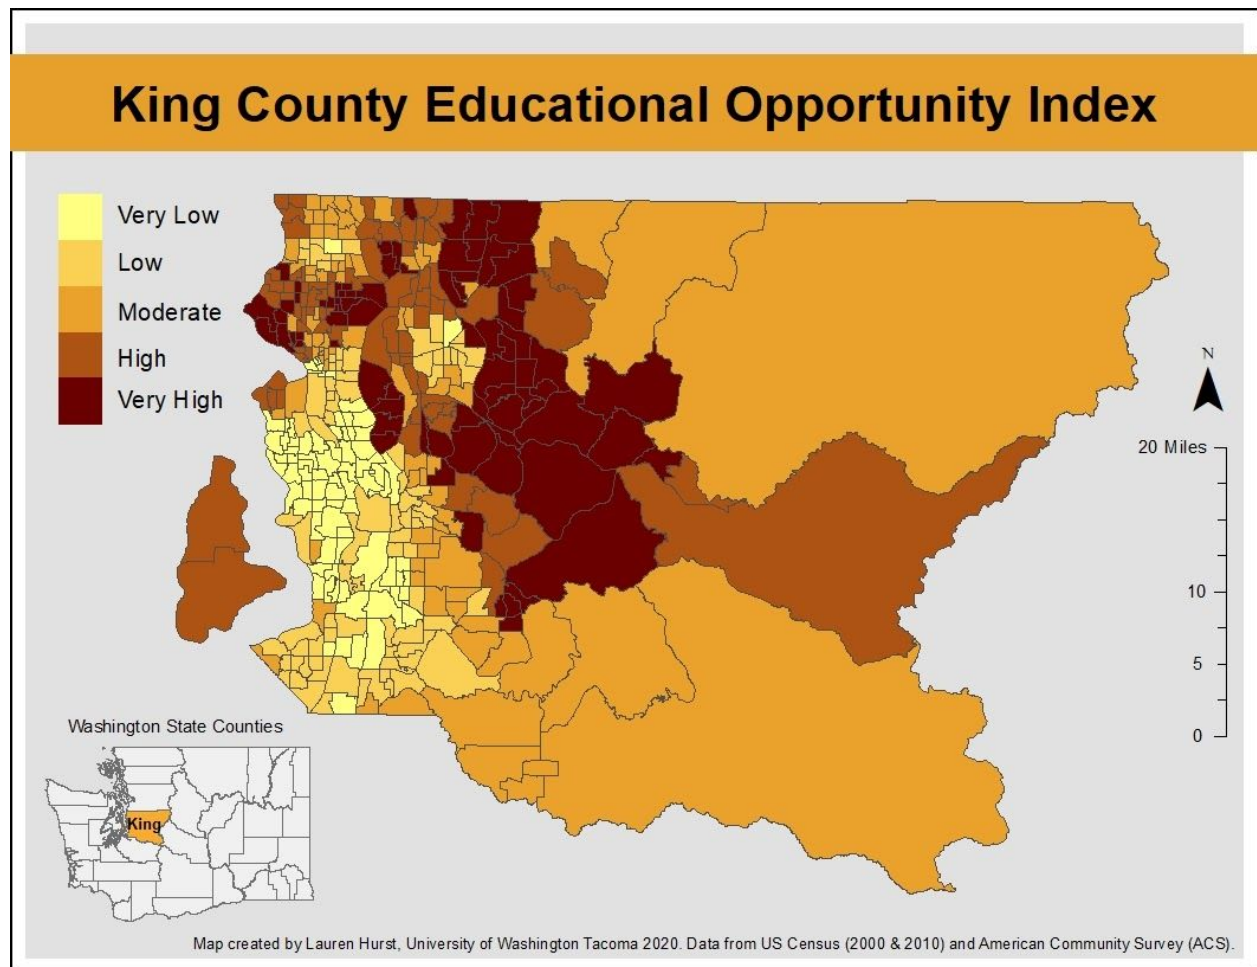 King County Educational Opportunity Index
Very Low
Low
Moderate
High
Very High
N
20 Miles
10
5
0
Washington State Counties
King
Map created by Lauren Hurst, University of Washington Tacoma 2020. Data from US Census (2000 & 2010) and American Community Survey (ACS).